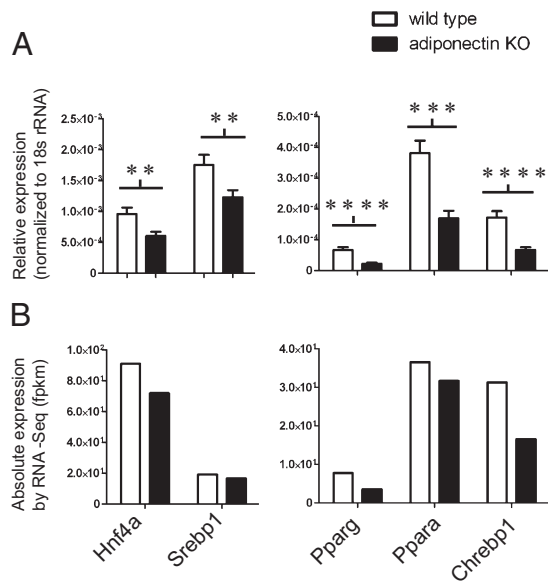 wild type
adiponectin KO
A
Relative expression
(normalized to 18s rRNA)
2.5×10⁻³
2.0×10⁻³
1.5×10⁻³
1.0×10⁻³
5.0×10⁻⁴
0
**
**
5.0×10⁻⁴
4.0×10⁻⁴
3.0×10⁻⁴
2.0×10⁻⁴
1.0×10⁻⁴
0
****
***
****
B
Absolute expression
by RNA -Seq (fpkm)
1.0×10²
8.0×10¹
6.0×10¹
4.0×10¹
2.0×10¹
0
Hnf4a
Srebp1
4.0×10¹
3.0×10¹
2.0×10¹
1.0×10¹
0
Pparg
Ppara
Chrebp1